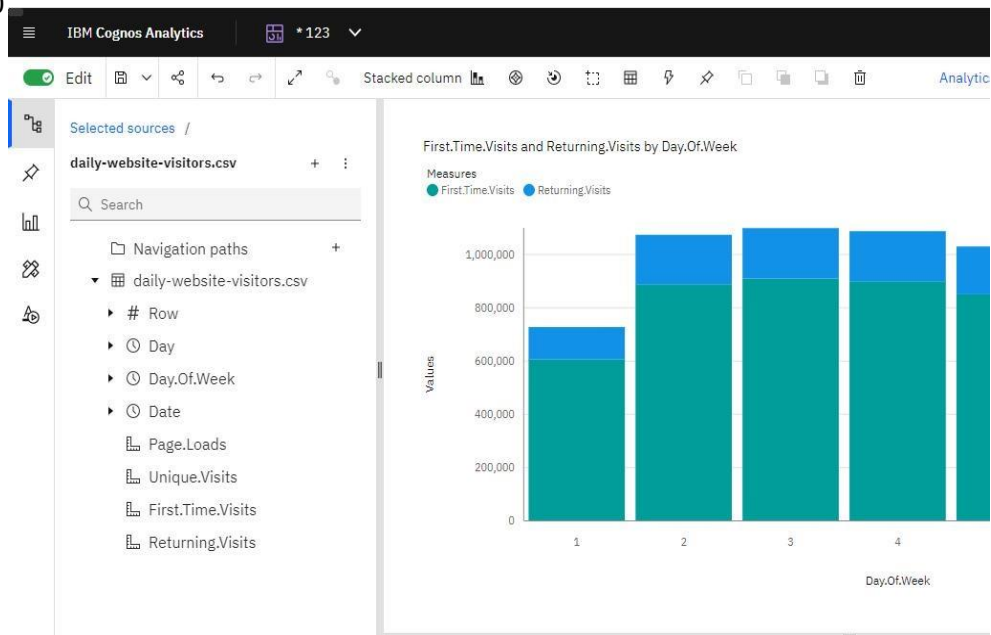 IBM Cognos Analytics
* 123
Edit
Stacked column
Analytic
Selected sources /
daily-website-visitors.csv
Search
Navigation paths
daily-website-visitors.csv
# Row
Day
Day.Of.Week
Date
Page.Loads
Unique.Visits
First.Time.Visits
Returning.Visits
First.Time.Visits and Returning.Visits by Day.Of.Week
Measures
First.Time.Visits Returning.Visits
Values
1,000,000
800,000
600,000
400,000
200,000
0
1 2 3 4
Day.Of.Week